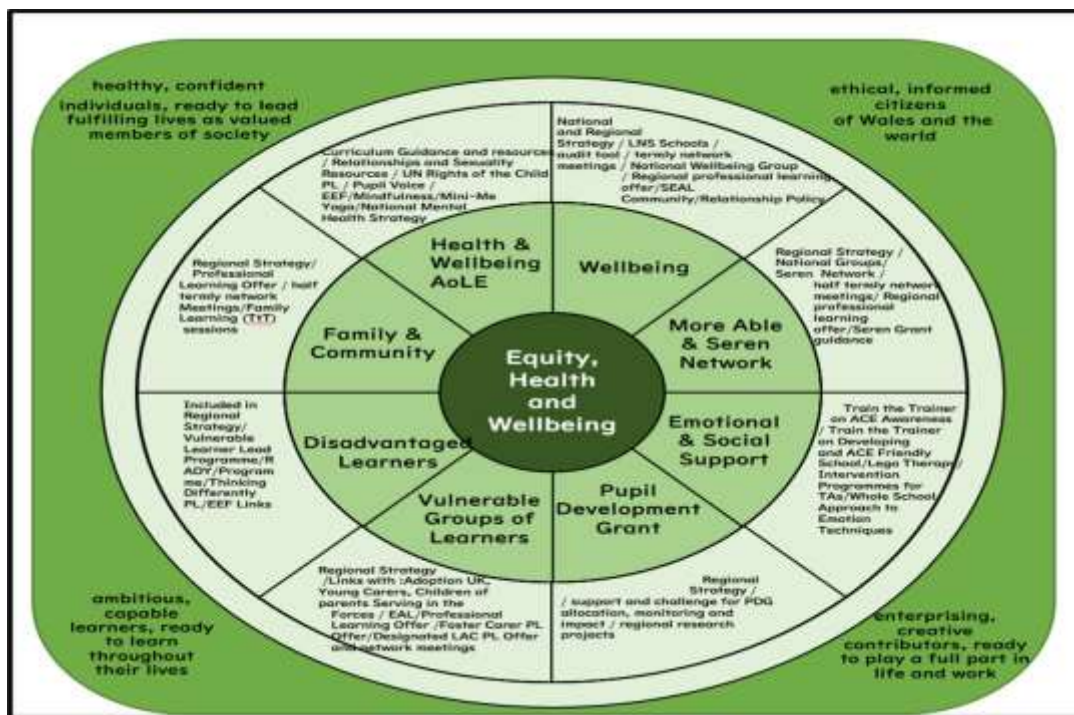 healthy, confident
individuals, ready to lead
fulfilling lives as valued
members of society
ethical, informed
citizens
of Wales and the
world
Curriculum Guidance and resources
/ Relationships and Sexuality
Resources / UN Rights of the Child
PL / Pupil Voice /
EEF/Mindfulness/Mini-Me
Yoga/National Mental
Health Strategy
National
and Regional
Strategy / LNS Schools /
audit tool / termly network
meetings / National Wellbeing Group
/ Regional professional learning
offer/SEAL
Community/Relationship Policy
Regional Strategy/
Professional
Learning Offer / half
termly network
Meetings/Family
Learning (TtT)
sessions
Health &
Wellbeing
AoLE
Wellbeing
Regional Strategy /
National Groups/
Seren Network /
half termly network
meetings/ Regional
professional
learning
offer/Seren Grant
guidance
Family &
Community
Equity,
Health
and
Wellbeing
More Able
& Seren
Network
Included in
Regional
Strategy/
Vulnerable
Learner Lead
Programme/R
ADY/Program
me/Thinking
Differently
PL/EEF Links
Disadvantaged
Learners
Emotional
& Social
Support
Train the Trainer
on ACE Awareness
/ Train the Trainer
on Developing
and ACE Friendly
School/Lego Therapy/
Intervention
Programmes for
TAs/Whole School
Approach to
Emotion
Techniques
Vulnerable
Groups of
Learners
Pupil
Development
Grant
Regional Strategy
/Links with :Adoption UK,
Young Carers, Children of
parents Serving in the
Forces / EAL/Professional
Learning Offer /Foster Carer PL
Offer/Designated LAC PL Offer
and network meetings
Regional
Strategy /
/ support and challenge for PDG
allocation, monitoring and
impact / regional research
projects
ambitious,
capable
learners, ready
to learn
throughout
their lives
enterprising,
creative
contributors, ready
to play a full part in
life and work